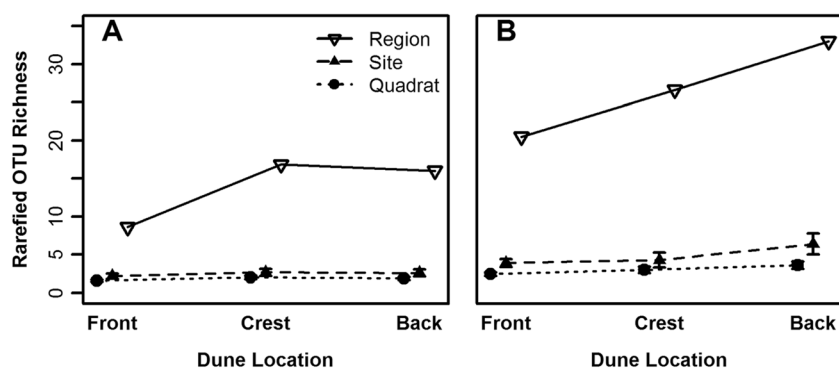 A
B
Region
Site
Quadrat
Rarefied OTU Richness
30
20
10
5
0
Front Crest Back
Front Crest Back
Dune Location
Dune Location